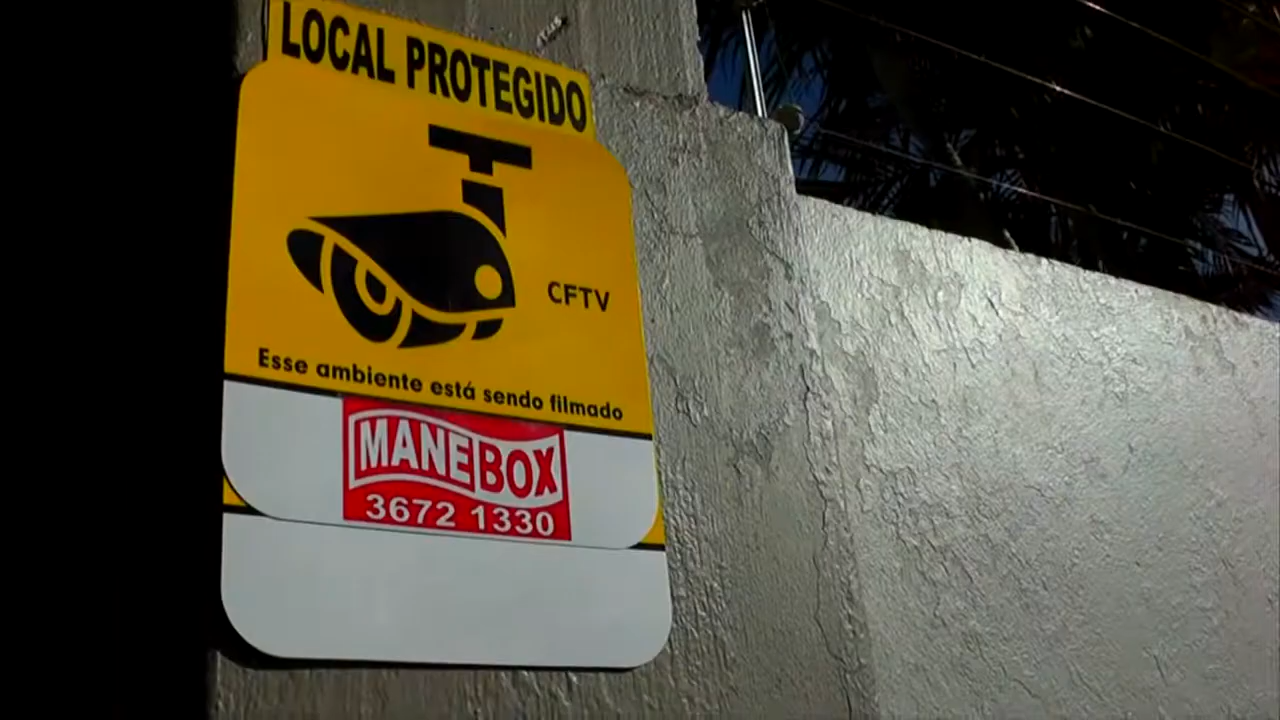 LOCAL PROTEGIDO
CFTV
Esse ambiente está sendo filmado
MANEBOX
3672 1330